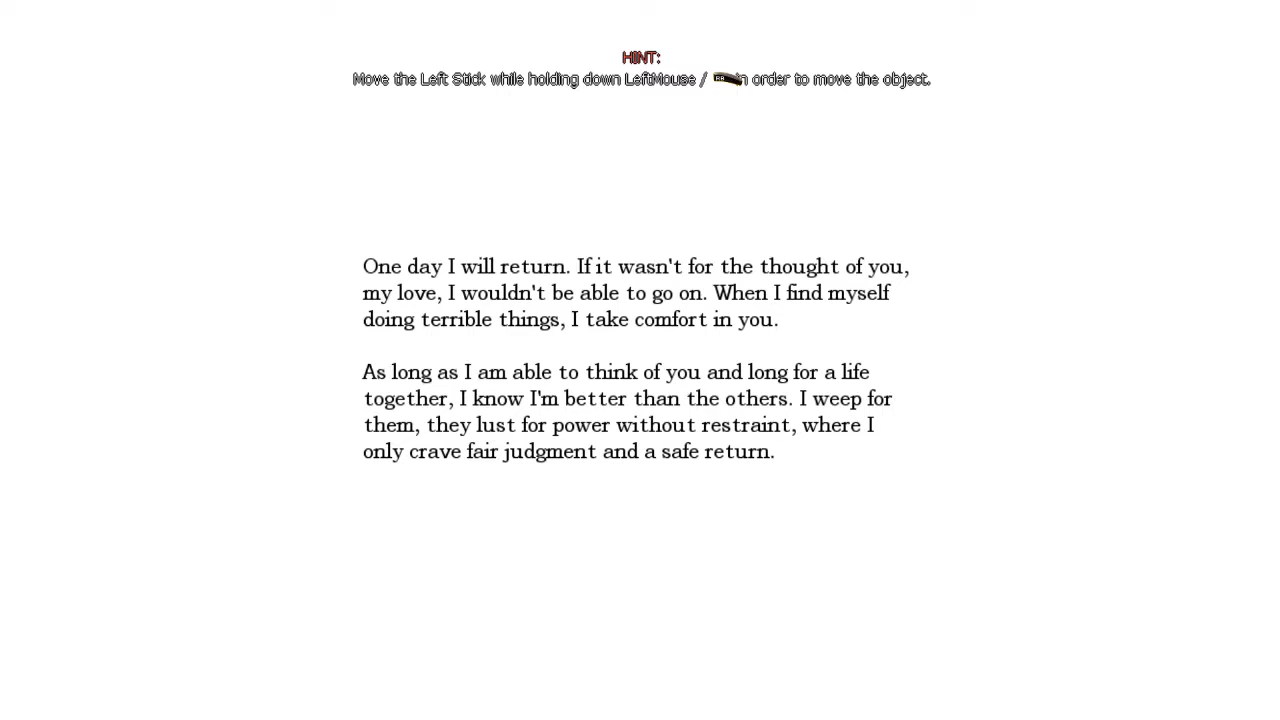 HINT:
Move the Left Stick while holding down LeftMouse / RB in order to move the object.
One day I will return. If it wasn't for the thought of you,
my love, I wouldn't be able to go on. When I find myself
doing terrible things, I take comfort in you.
As long as I am able to think of you and long for a life
together, I know I'm better than the others. I weep for
them, they lust for power without restraint, where I
only crave fair judgment and a safe return.